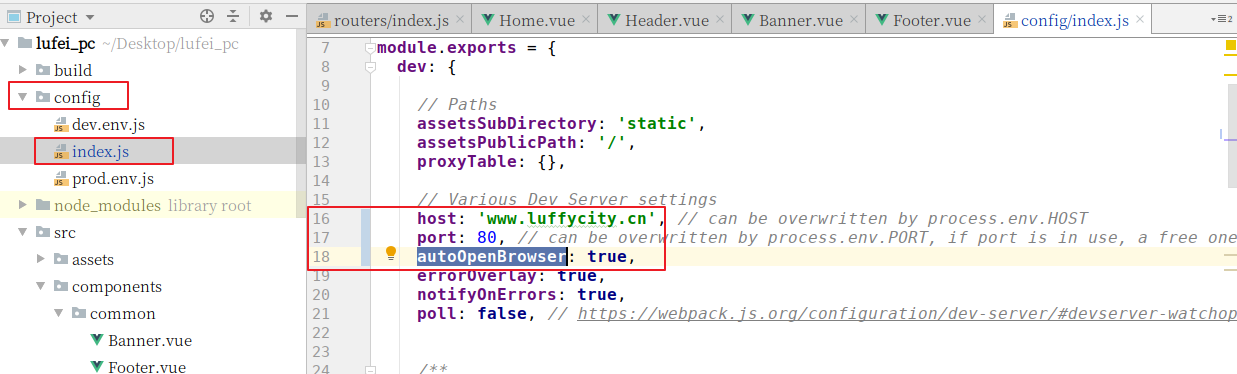 Project
routers/index.js
Home.vue
Header.vue
Banner.vue
Footer.vue
config/index.js
2
lufei_pc ~/Desktop/lufei_pc
build
config
dev.env.js
index.js
prod.env.js
node_modules library root
src
assets
components
common
Banner.vue
Footer.vue
7 module.exports = {
8 dev: {
9
10 // Paths
11 assetsSubDirectory: 'static',
12 assetsPublicPath: '/',
13 proxyTable: {},
14
15 // Various Dev Server settings
16 host: 'www.luffycity.cn', // can be overwritten by process.env.HOST
17 port: 80, // can be overwritten by process.env.PORT, if port is in use, a free one
18 autoOpenBrowser: true,
19 errorOverlay: true,
20 notifyOnErrors: true,
21 poll: false, // https://webpack.js.org/configuration/dev-server/#devserver-watchop
22
23
24 /**